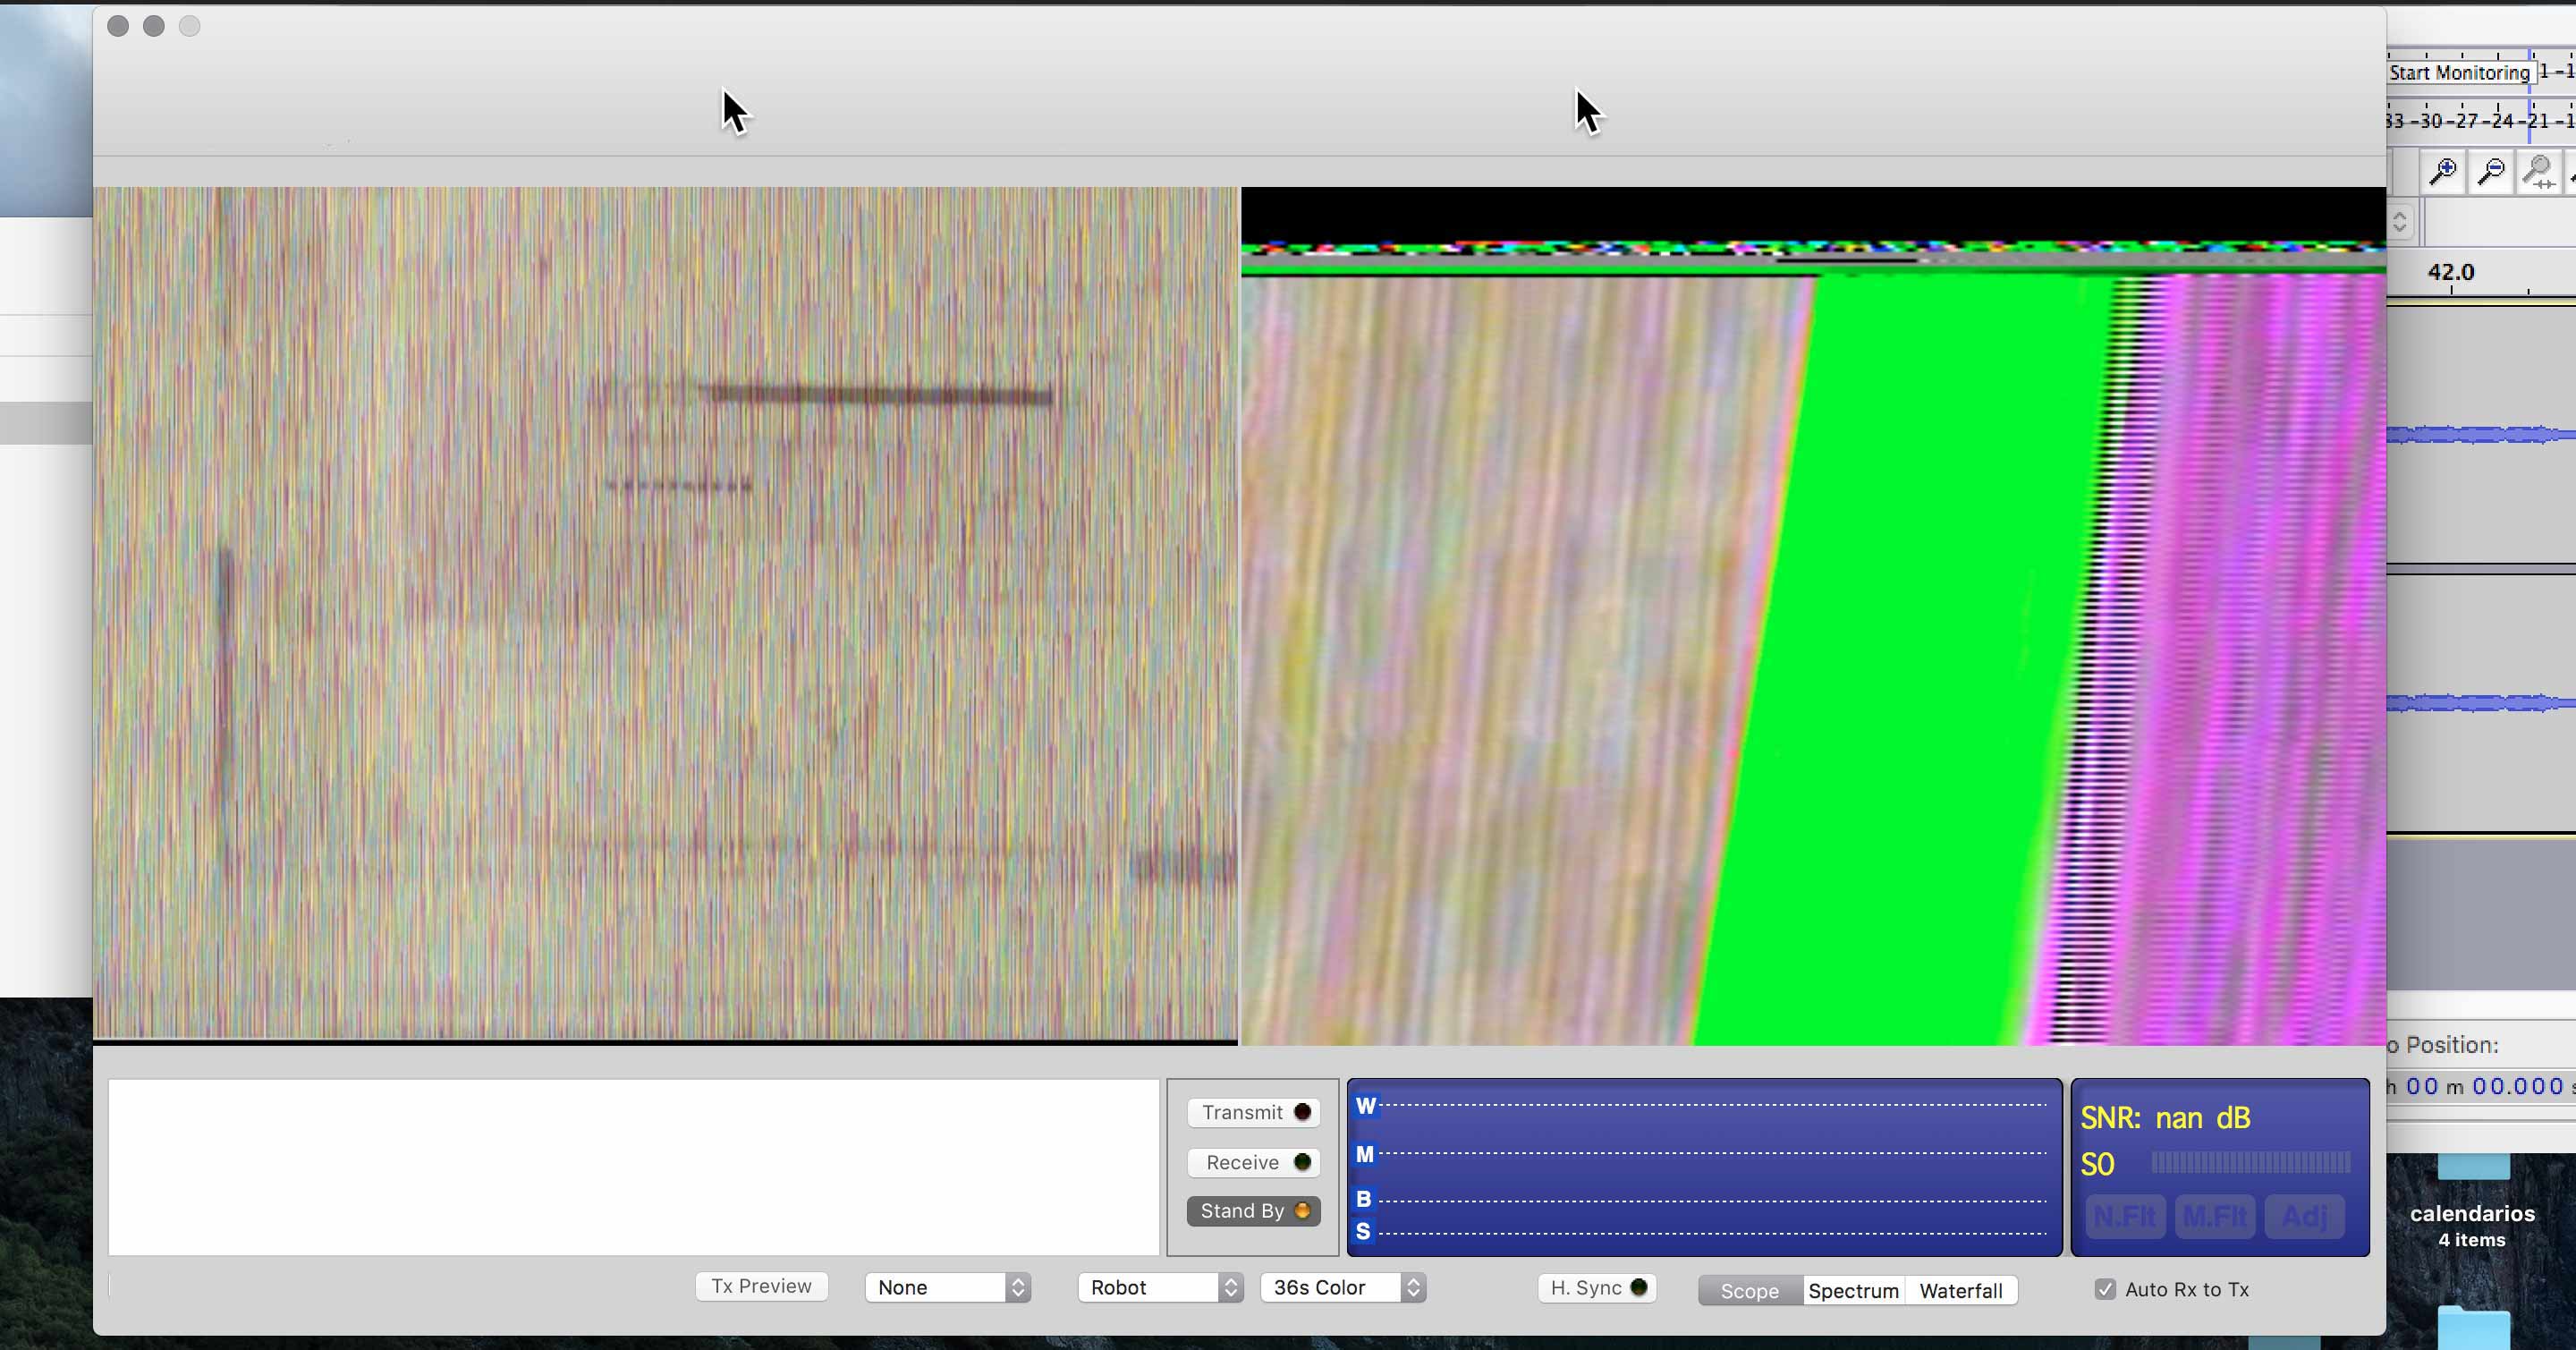 Start Monitoring
1 -1
33 -30 -27 -24 -21 -1
42.0
o Position:
h 00 m 00.000 s
Transmit
Receive
Stand By
W
M
B
S
SNR: nan dB
S0
N.Flt M.Flt Adj
Tx Preview
None
Robot
36s Color
H. Sync
Scope Spectrum Waterfall
Auto Rx to Tx
calendarios
4 items